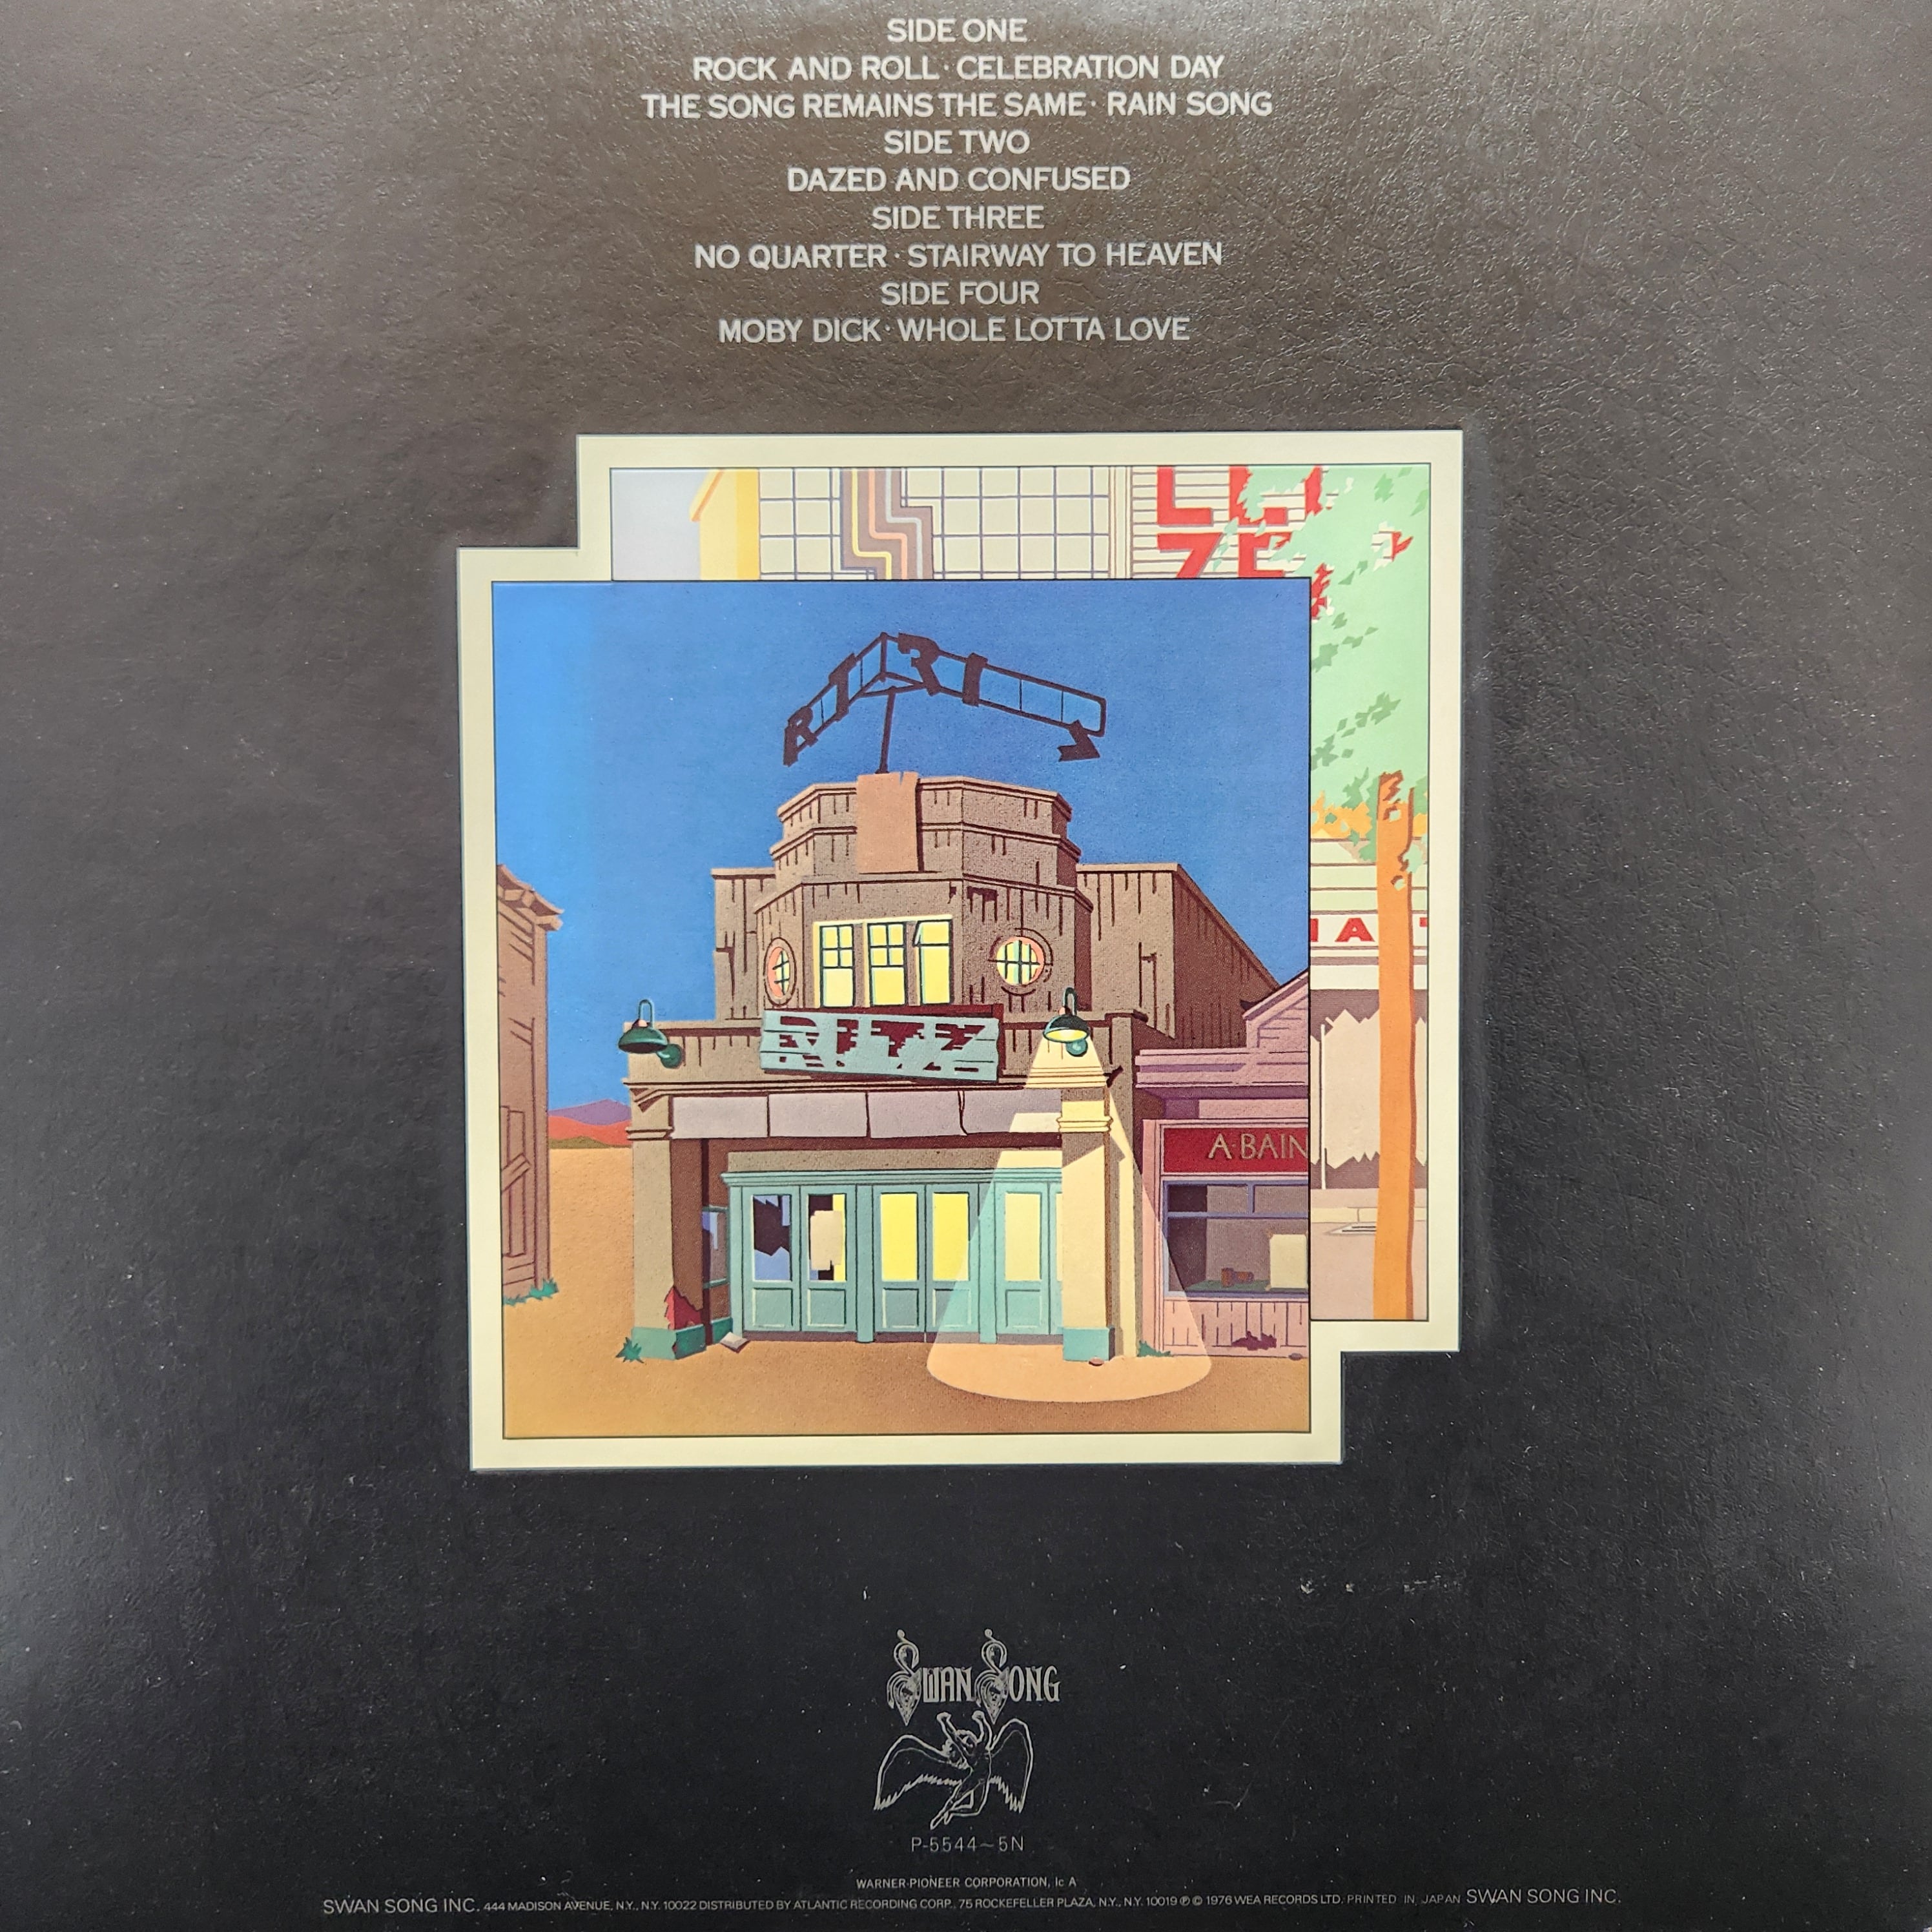 SIDE ONE
ROCK AND ROLL · CELEBRATION DAY
THE SONG REMAINS THE SAME · RAIN SONG
SIDE TWO
DAZED AND CONFUSED
SIDE THREE
NO QUARTER · STAIRWAY TO HEAVEN
SIDE FOUR
MOBY DICK · WHOLE LOTTA LOVE
ZE
RITZ
A·BAIN
SWAN SONG
P-5544~5N
WARNER-PIONEER CORPORATION, Ic A
SWAN SONG INC. 444 MADISON AVENUE, N.Y., N.Y. 10022 DISTRIBUTED BY ATLANTIC RECORDING CORP., 75 ROCKEFELLER PLAZA, N.Y., N.Y. 10019 ℗ © 1976 WEA RECORDS LTD. PRINTED IN JAPAN SWAN SONG INC.